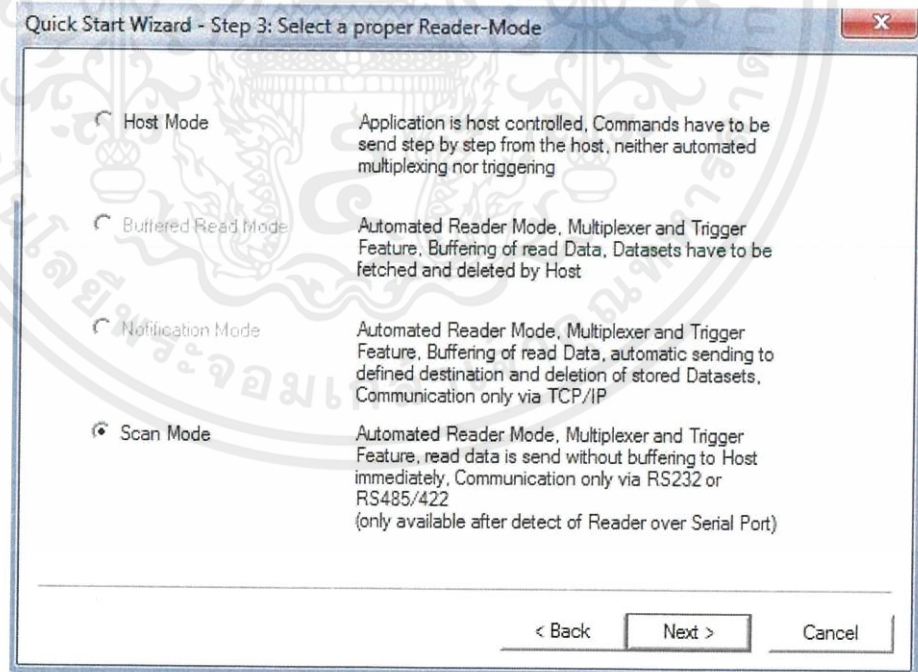 Quick Start Wizard - Step 3: Select a proper Reader-Mode
Host Mode
Application is host controlled, Commands have to be
send step by step from the host, neither automated
multiplexing nor triggering
Buffered Read Mode
Automated Reader Mode, Multiplexer and Trigger
Feature, Buffering of read Data, Datasets have to be
fetched and deleted by Host
Notification Mode
Automated Reader Mode, Multiplexer and Trigger
Feature, Buffering of read Data, automatic sending to
defined destination and deletion of stored Datasets,
Communication only via TCP/IP
Scan Mode
Automated Reader Mode, Multiplexer and Trigger
Feature, read data is send without buffering to Host
immediately, Communication only via RS232 or
RS485/422
(only available after detect of Reader over Serial Port)
< Back
Next >
Cancel